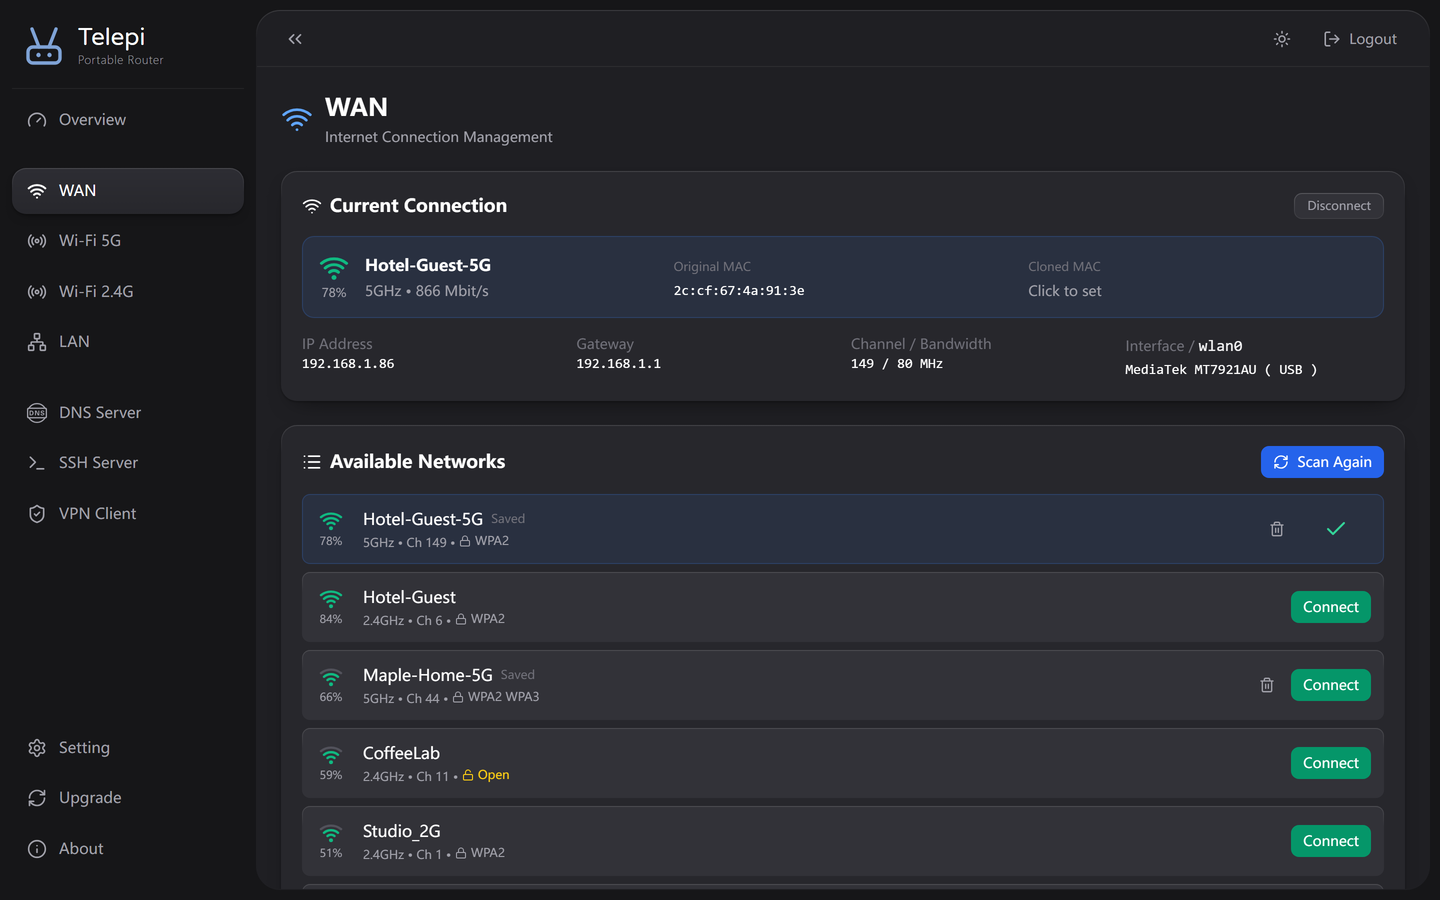 Telepi
Portable Router
Overview
WAN
Wi-Fi 5G
Wi-Fi 2.4G
LAN
DNS
DNS Server
SSH Server
VPN Client
Setting
Upgrade
About
Logout
WAN
Internet Connection Management
Current Connection
Disconnect
78%
Hotel-Guest-5G
5GHz • 866 Mbit/s
Original MAC
2c:cf:67:4a:91:3e
Cloned MAC
Click to set
IP Address
192.168.1.86
Gateway
192.168.1.1
Channel / Bandwidth
149 / 80 MHz
Interface / wlan0
MediaTek MT7921AU ( USB )
Available Networks
Scan Again
78%
Hotel-Guest-5G Saved
5GHz • Ch 149 • WPA2
84%
Hotel-Guest
2.4GHz • Ch 6 • WPA2
Connect
66%
Maple-Home-5G Saved
5GHz • Ch 44 • WPA2 WPA3
Connect
59%
CoffeeLab
2.4GHz • Ch 11 • Open
Connect
51%
Studio_2G
2.4GHz • Ch 1 • WPA2
Connect